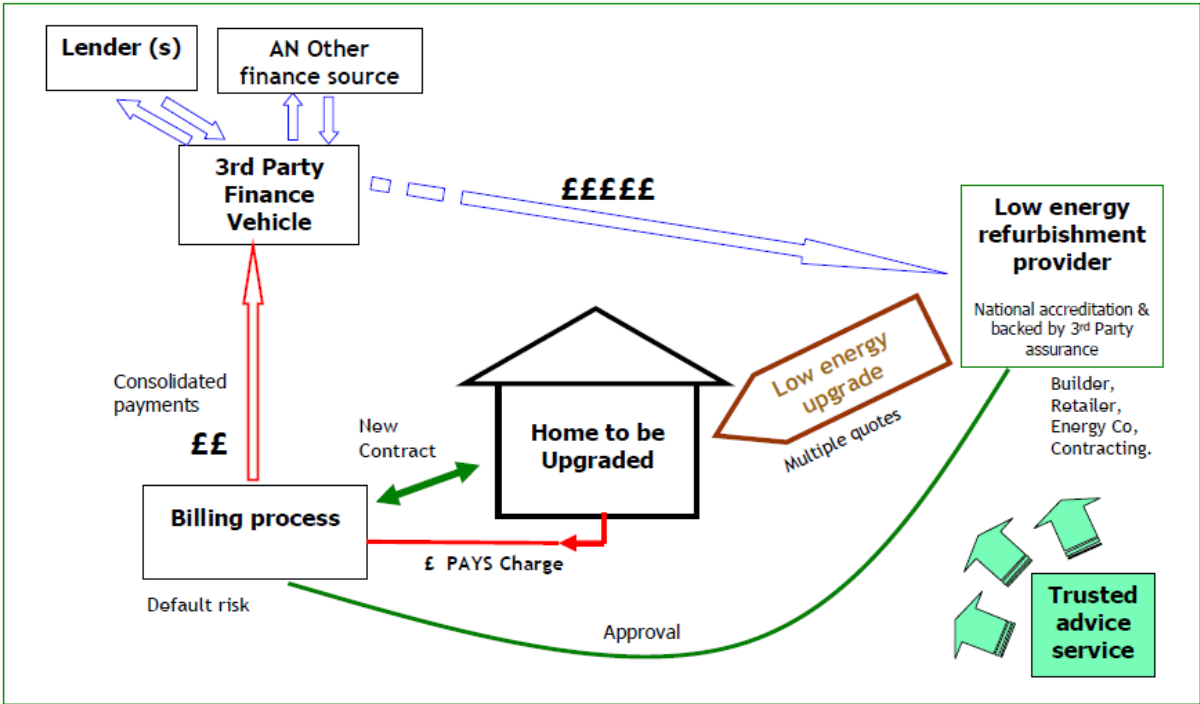 Lender (s)
AN Other
finance source
3rd Party
Finance
Vehicle
£££££
Low energy
refurbishment
provider
National accreditation &
backed by 3rd Party
assurance
Low energy
upgrade
Multiple quotes
Builder,
Retailer,
Energy Co,
Contracting.
Consolidated
payments
££
New
Contract
Home to be
Upgraded
Billing process
£ PAYS Charge
Default risk
Approval
Trusted
advice
service